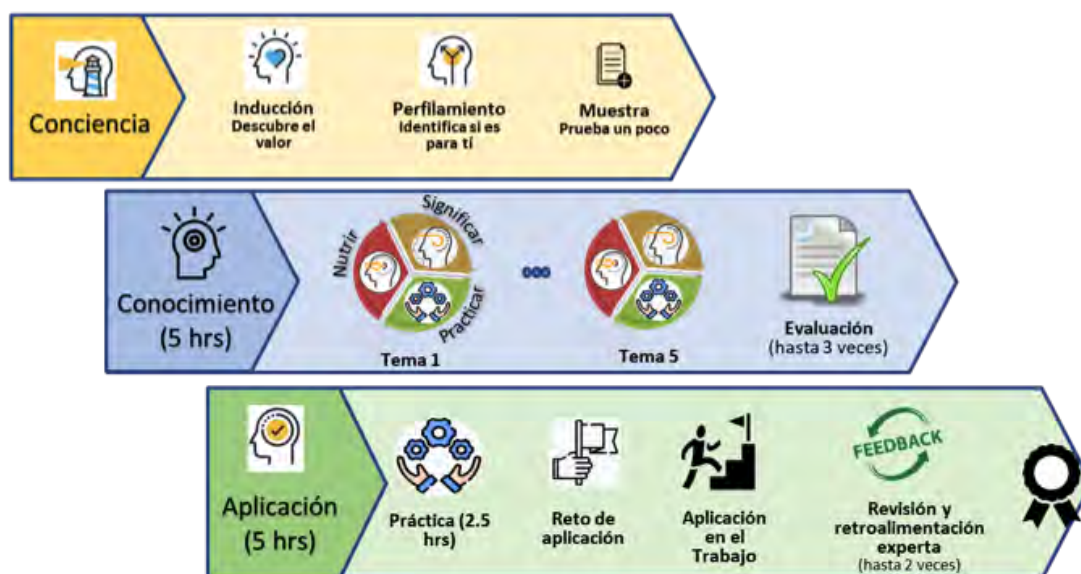 Conciencia
Inducción
Descubre el
valor
Perfilamiento
Identifica si es
para tí
Muestra
Prueba un poco
Conocimiento
(5 hrs)
Nutrir
Significar
Practicar
Tema 1
Tema 5
Evaluación
(hasta 3 veces)
Aplicación
(5 hrs)
Práctica (2.5
hrs)
Reto de
aplicación
Aplicación
en el
Trabajo
FEEDBACK
Revisión y
retroalimentación
experta
(hasta 2 veces)